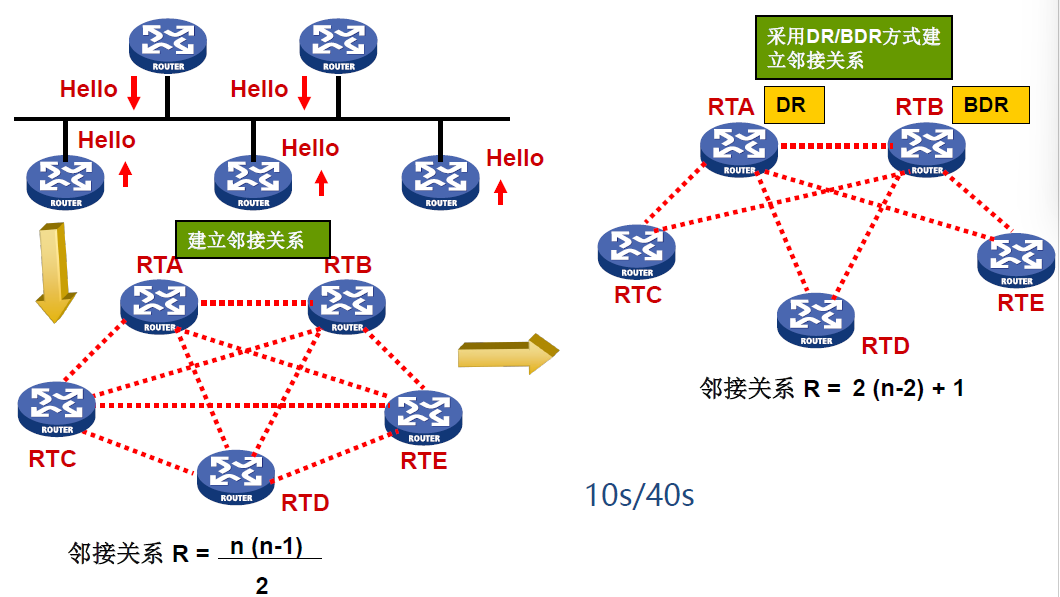 ROUTER
ROUTER
Hello
Hello
Hello
Hello
Hello
ROUTER
ROUTER
ROUTER
建立邻接关系
RTA
RTB
ROUTER
ROUTER
ROUTER
ROUTER
RTC
RTE
ROUTER
RTD
邻接关系 R = n (n-1)
2
采用DR/BDR方式建
立邻接关系
RTA
DR
RTB
BDR
ROUTER
ROUTER
ROUTER
ROUTER
RTC
RTE
ROUTER
RTD
邻接关系 R = 2 (n-2) + 1
10s/40s